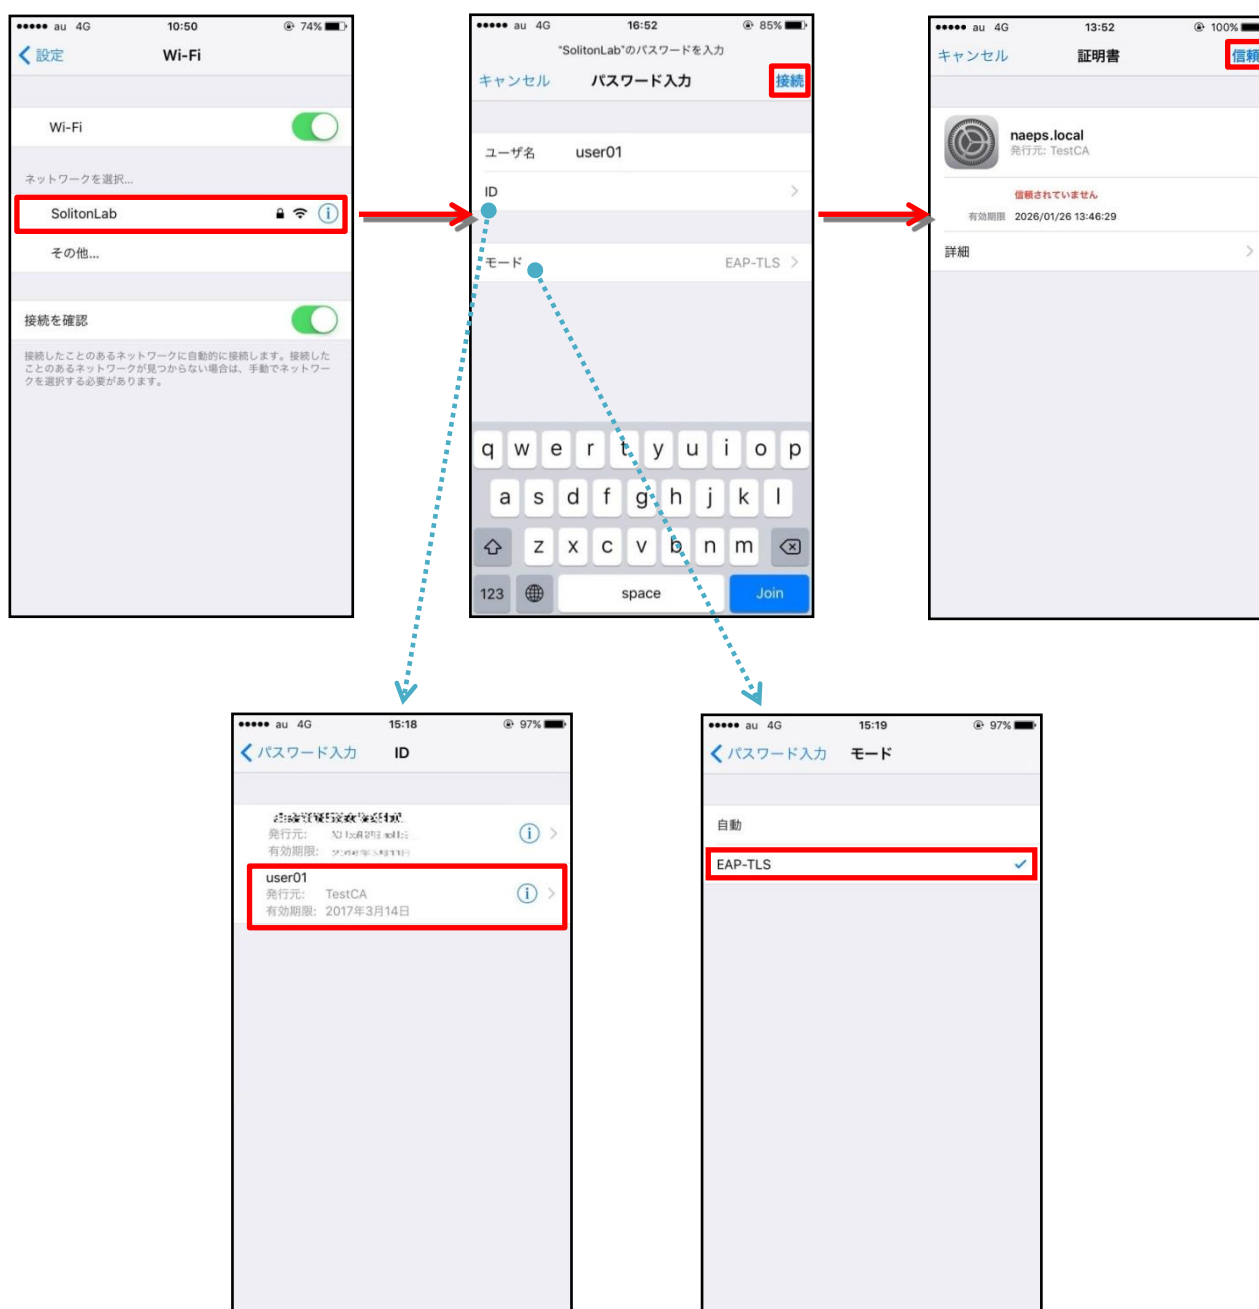 au 4G 10:50 74%
設定 Wi-Fi
Wi-Fi
ネットワークを選択...
SolitonLab
その他...
接続を確認
接続したことのあるネットワークに自動的に接続します。接続した
ことのあるネットワークが見つからない場合は、手動でネットワー
クを選択する必要があります。
au 4G 16:52 85%
"SolitonLab"のパスワードを入力
キャンセル パスワード入力 接続
ユーザ名 user01
ID
モード EAP-TLS
q w e r t y u i o p
a s d f g h j k l
z x c v b n m
123 space Join
au 4G 13:52 100%
キャンセル 証明書 信頼
naeps.local
発行元: TestCA
信頼されていません
有効期限 2026/01/26 13:46:29
詳細
au 4G 15:18 97%
パスワード入力 ID
発行元:
有効期限:
user01
発行元: TestCA
有効期限: 2017年3月14日
au 4G 15:19 97%
パスワード入力 モード
自動
EAP-TLS